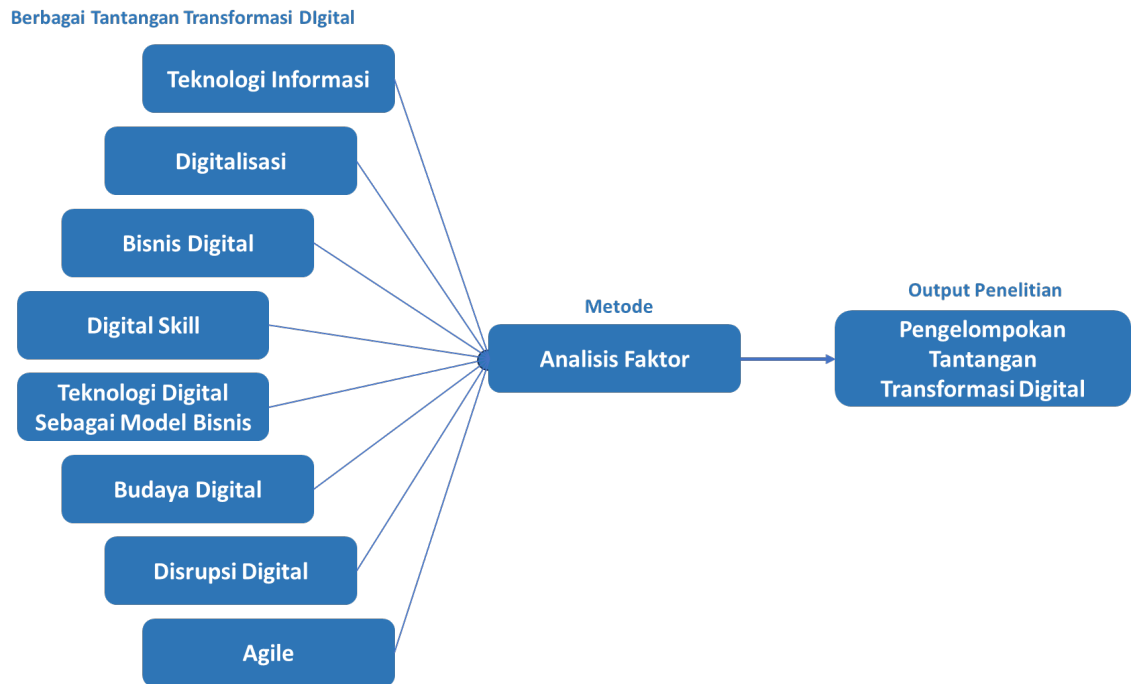 Berbagai Tantangan Transformasi DIgital
Teknologi Informasi
Digitalisasi
Bisnis Digital
Digital Skill
Teknologi Digital
Sebagai Model Bisnis
Budaya Digital
Disrupsi Digital
Agile
Metode
Analisis Faktor
Output Penelitian
Pengelompokan
Tantangan
Transformasi Digital